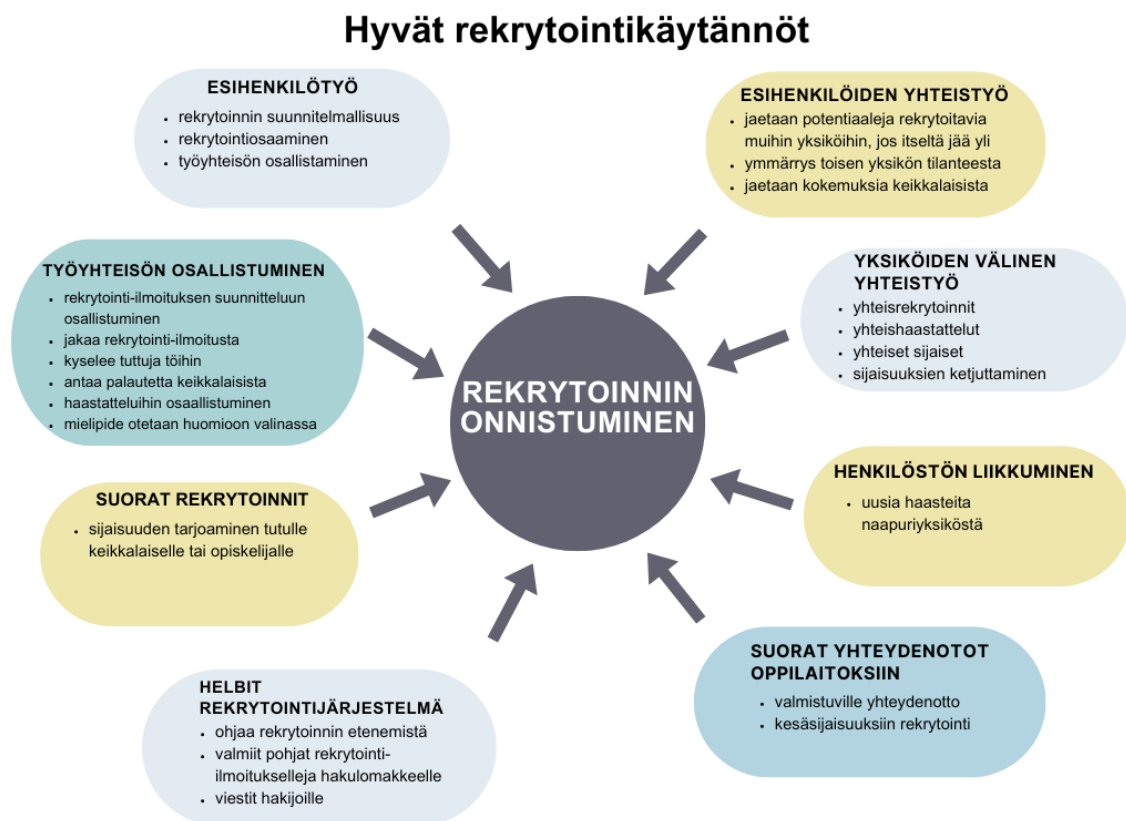 Hyvät rekrytointikäytännöt
ESIHENKILÖTYÖ
• rekrytoinnin suunnitelmallisuus
• rekrytointiosaaminen
• työyhteisön osallistaminen
ESIHENKILÖIDEN YHTEISTYÖ
• jaetaan potentiaaleja rekrytoitavia
muihin yksiköihin, jos itseltä jää yli
• ymmärrys toisen yksikön tilanteesta
• jaetaan kokemuksia keikkalaisista
TYÖYHTEISÖN OSALLISTUMINEN
• rekrytointi-ilmoituksen suunnitteluun
osallistuminen
• jakaa rekrytointi-ilmoitusta
• kyselee tuttuja töihin
• antaa palautetta keikkalaisista
• haastatteluihin osaallistuminen
• mielipide otetaan huomioon valinassa
YKSIKÖIDEN VÄLINEN
YHTEISTYÖ
• yhteisrekrytoinnit
• yhteishaastattelut
• yhteiset sijaiset
• sijaisuuksien ketjuttaminen
REKRYTOINNIN
ONNISTUMINEN
SUORAT REKRYTOINNIT
• sijaisuuden tarjoaminen tutulle
keikkalaiselle tai opiskelijalle
HENKILÖSTÖN LIIKKUMINEN
• uusia haasteita
naapuriyksiköstä
HELBIT
REKRYTOINTIJÄRJESTELMÄ
• ohjaa rekrytoinnin etenemistä
• valmiit pohjat rekrytointi-
ilmoitukselleja hakulomakkeelle
• viestit hakijoille
SUORAT YHTEYDENOTOT
OPPILAITOKSIIN
• valmistuville yhteydenotto
• kesäsijaisuuksiin rekrytointi